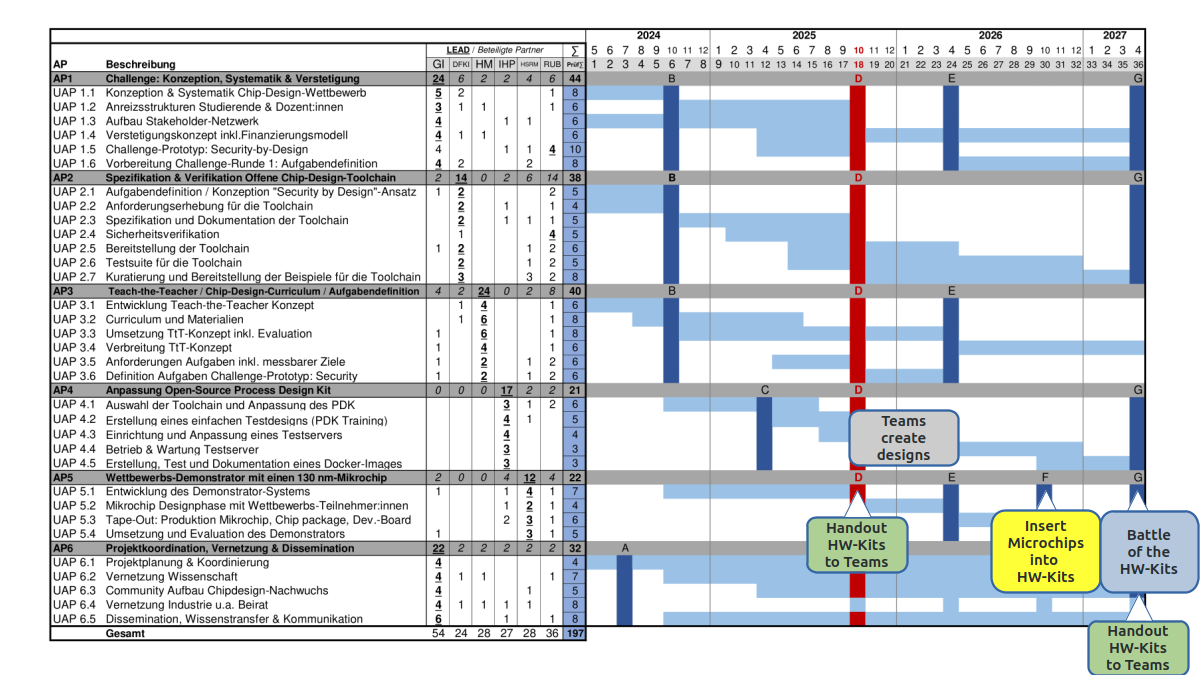 2024 2025 2026 2027
LEAD / Beteiligte Partner ∑ 5 6 7 8 9 10 11 12 1 2 3 4 5 6 7 8 9 10 11 12 1 2 3 4 5 6 7 8 9 10 11 12 1 2 3 4
AP Beschreibung GI DFKI HM IHP HSRM RUB Prüf∑ 1 2 3 4 5 6 7 8 9 10 11 12 13 14 15 16 17 18 19 20 21 22 23 24 25 26 27 28 29 30 31 32 33 34 35 36
AP1 Challenge: Konzeption, Systematik & Verstetigung 24 6 2 2 4 6 44 B D E G
UAP 1.1 Konzeption & Systematik Chip-Design-Wettbewerb 5 2 1 8
UAP 1.2 Anreizsstrukturen Studierende & Dozent:innen 3 1 1 1 6
UAP 1.3 Aufbau Stakeholder-Netzwerk 4 1 1 6
UAP 1.4 Verstetigungskonzept inkl.Finanzierungsmodell 4 1 1 6
UAP 1.5 Challenge-Prototyp: Security-by-Design 4 1 1 4 10
UAP 1.6 Vorbereitung Challenge-Runde 1: Aufgabendefinition 4 2 2 8
AP2 Spezifikation & Verifikation Offene Chip-Design-Toolchain 2 14 0 2 6 14 38 B D G
UAP 2.1 Aufgabendefinition / Konzeption "Security by Design"-Ansatz 1 2 2 5
UAP 2.2 Anforderungserhebung für die Toolchain 2 1 1 4
UAP 2.3 Spezifikation und Dokumentation der Toolchain 2 1 1 1 5
UAP 2.4 Sicherheitsverifikation 1 4 5
UAP 2.5 Bereitstellung der Toolchain 1 2 1 2 6
UAP 2.6 Testsuite für die Toolchain 2 1 2 5
UAP 2.7 Kuratierung und Bereitstellung der Beispiele für die Toolchain 3 3 2 8
AP3 Teach-the-Teacher / Chip-Design-Curriculum / Aufgabendefinition 4 2 24 0 2 8 40 B D E
UAP 3.1 Entwicklung Teach-the-Teacher Konzept 1 4 1 6
UAP 3.2 Curriculum und Materialien 1 6 1 8
UAP 3.3 Umsetzung TtT-Konzept inkl. Evaluation 1 6 1 8
UAP 3.4 Verbreitung TtT-Konzept 1 4 1 6
UAP 3.5 Anforderungen Aufgaben inkl. messbarer Ziele 1 2 1 2 6
UAP 3.6 Definition Aufgaben Challenge-Prototyp: Security 1 2 1 2 6
AP4 Anpassung Open-Source Process Design Kit 0 0 0 17 2 2 21 C D G
UAP 4.1 Auswahl der Toolchain und Anpassung des PDK 3 1 2 6
UAP 4.2 Erstellung eines einfachen Testdesigns (PDK Training) 4 1 5
UAP 4.3 Einrichtung und Anpassung eines Testservers 4 4
UAP 4.4 Betrieb & Wartung Testserver 3 3
UAP 4.5 Erstellung, Test und Dokumentation eines Docker-Images 3 3
Teams
create
designs
AP5 Wettbewerbs-Demonstrator mit einen 130 nm-Mikrochip 2 0 0 4 12 4 22 D E F G
UAP 5.1 Entwicklung des Demonstrator-Systems 1 1 4 1 7
UAP 5.2 Mikrochip Designphase mit Wettbewerbs-Teilnehmer:innen 1 2 1 4
UAP 5.3 Tape-Out: Produktion Mikrochip, Chip package, Dev.-Board 2 3 1 6
UAP 5.4 Umsetzung und Evaluation des Demonstrators 1 3 1 5
Handout
HW-Kits
to Teams
Insert
Microchips
into
HW-Kits
Battle
of the
HW-Kits
AP6 Projektkoordination, Vernetzung & Dissemination 22 2 2 2 2 2 32 A
UAP 6.1 Projektplanung & Koordinierung 4 4
UAP 6.2 Vernetzung Wissenschaft 4 1 1 1 7
UAP 6.3 Community Aufbau Chipdesign-Nachwuchs 4 1 5
UAP 6.4 Vernetzung Industrie u.a. Beirat 4 1 1 1 1 8
UAP 6.5 Dissemination, Wissenstransfer & Kommunikation 6 1 1 8
Gesamt 54 24 28 27 28 36 197
Handout
HW-Kits
to Teams